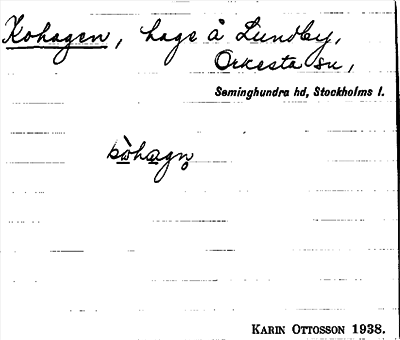 Kohagen, hage å Lundby,
Orkesta sn,
Seminghundra hd, Stockholms l.
kòhagn̥
KARIN OTTOSSON 1938.